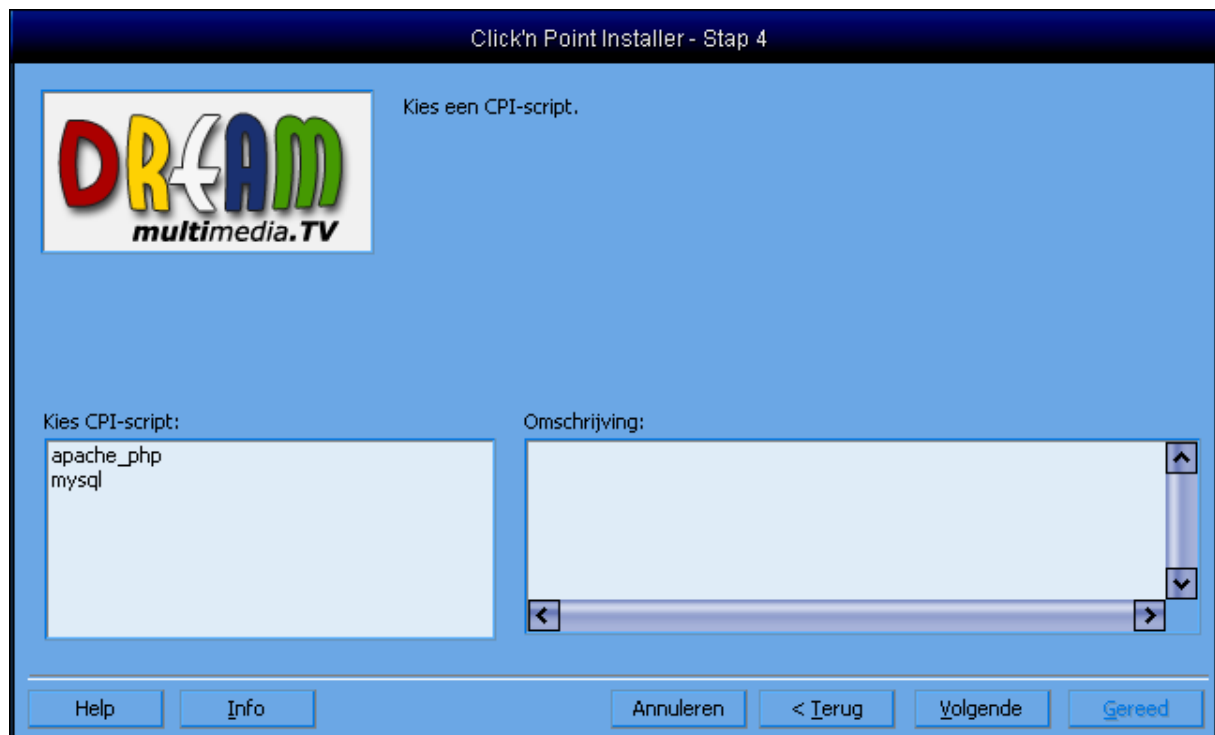 Click'n Point Installer - Stap 4
DREAM
multimedia.TV
Kies een CPI-script.
Kies CPI-script:
apache_php
mysql
Omschrijving:
Help
Info
Annuleren
< Terug
Volgende
Gereed